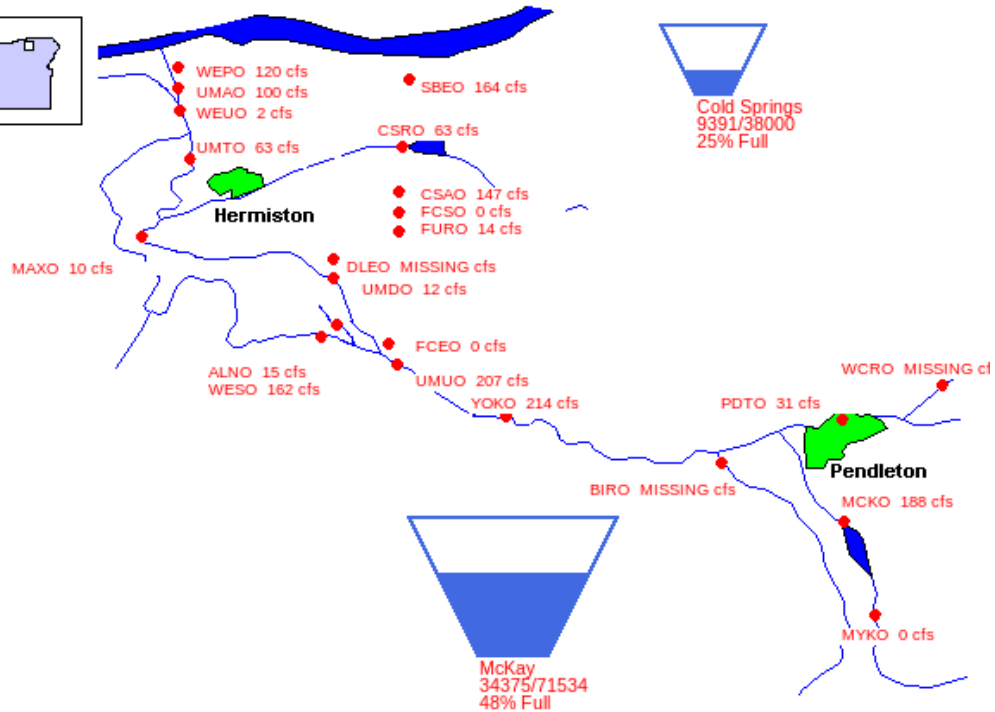 WEPO 120 cfs
UMAO 100 cfs
WEUO 2 cfs
SBEO 164 cfs
Cold Springs
9391/38000
25% Full
CSRO 63 cfs
UMTO 63 cfs
CSAO 147 cfs
FCSO 0 cfs
FURO 14 cfs
Hermiston
MAXO 10 cfs
DLEO MISSING cfs
UMDO 12 cfs
FCEO 0 cfs
ALNO 15 cfs
WESO 162 cfs
UMUO 207 cfs
YOKO 214 cfs
WCRO MISSING cf
PDTO 31 cfs
Pendleton
BIRO MISSING cfs
MCKO 188 cfs
MYKO 0 cfs
McKay
34375/71534
48% Full